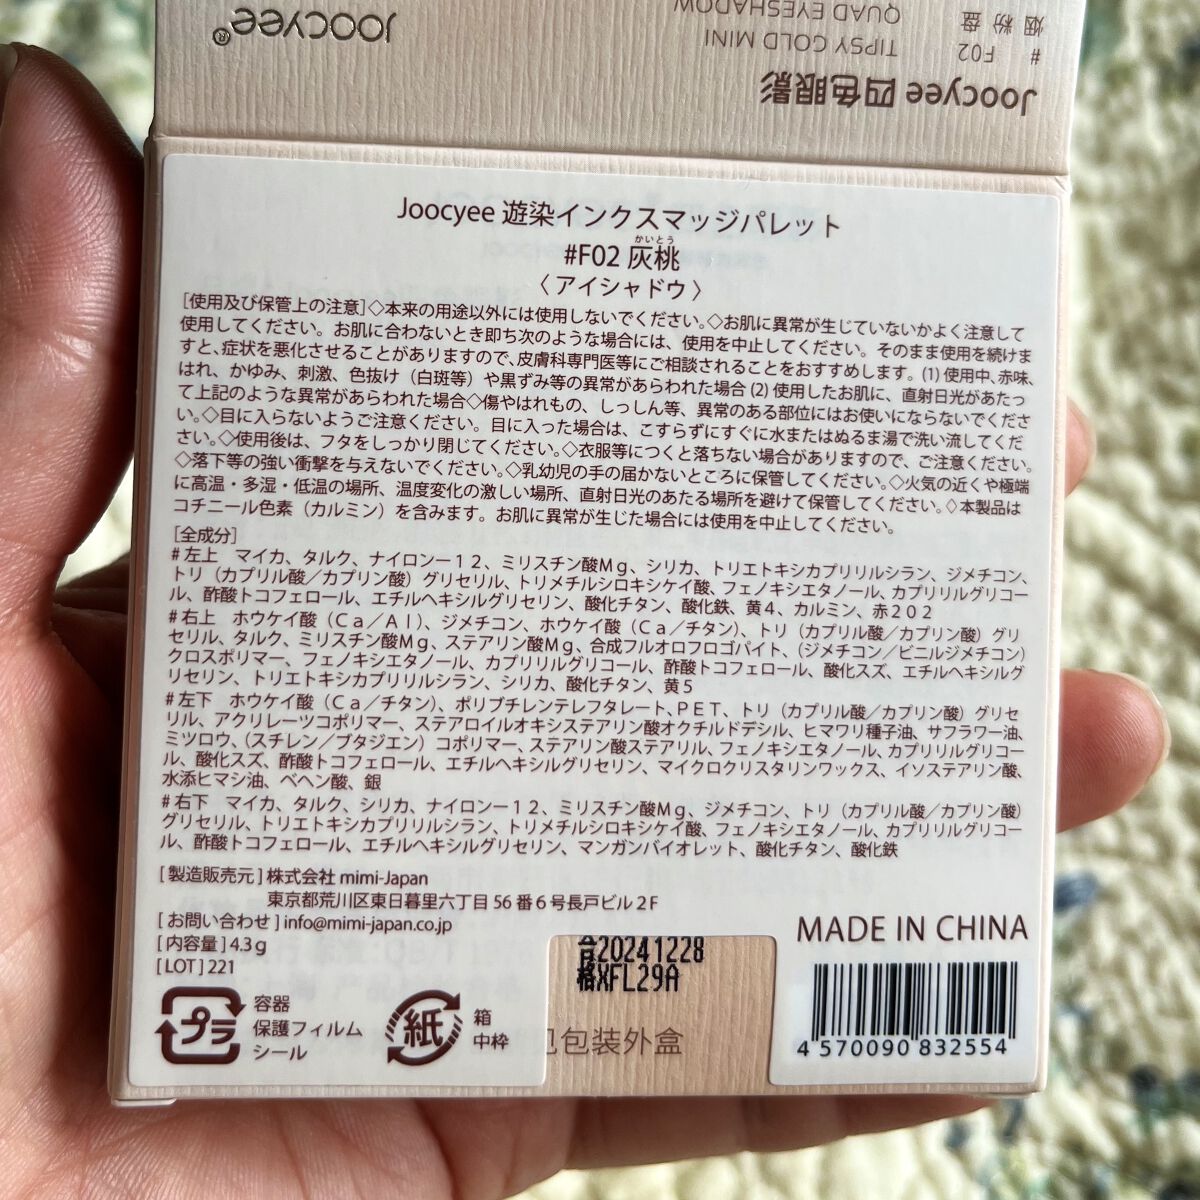 Joocyee®
QUAD EYESHADOW
TIPSY GOLD MINI
烟粉盘
# F02
Joocyee 四色眼影
Joocyee 遊染インクスマッジパレット
かいとう
#F02 灰桃
〈 アイシャドウ 〉
[使用及び保管上の注意]◇本来の用途以外には使用しないでください。◇お肌に異常が生じていないかよく注意して
使用してください。お肌に合わないとき即ち次のような場合には、使用を中止してください。そのまま使用を続けま
すと、症状を悪化させることがありますので、皮膚科専門医等にご相談されることをおすすめします。(1) 使用中、赤味、
はれ、かゆみ、刺激、色抜け（白斑等）や黒ずみ等の異常があらわれた場合 (2) 使用したお肌に、直射日光があたっ
て上記のような異常があらわれた場合◇傷やはれもの、しっしん等、異常のある部位にはお使いにならないでくださ
い。◇目に入らないようご注意ください。目に入った場合は、こすらずにすぐに水またはぬるま湯で洗い流してくだ
さい。◇使用後は、フタをしっかり閉じてください。◇衣服等につくと落ちない場合がありますので、ご注意ください。
◇落下等の強い衝撃を与えないでください。◇乳幼児の手の届かないところに保管してください。◇火気の近くや極端
に高温・多湿・低温の場所、温度変化の激しい場所、直射日光のあたる場所を避けて保管してください。◇本製品は
コチニール色素（カルミン）を含みます。お肌に異常が生じた場合には使用を中止してください。
[全成分]
＃左上　マイカ、タルク、ナイロンー１２、ミリスチン酸Ｍｇ、シリカ、トリエトキシカプリリルシラン、ジメチコン、
トリ（カプリル酸／カプリン酸）グリセリル、トリメチルシロキシケイ酸、フェノキシエタノール、カプリリルグリコー
ル、酢酸トコフェロール、エチルヘキシルグリセリン、酸化チタン、酸化鉄、黄４、カルミン、赤２０２
＃右上　ホウケイ酸（Ｃａ／Ａｌ）、ジメチコン、ホウケイ酸（Ｃａ／チタン）、トリ（カプリル酸／カプリン酸）グリ
セリル、タルク、ミリスチン酸Ｍｇ、ステアリン酸Ｍｇ、合成フルオロフロゴパイト、（ジメチコン／ビニルジメチコン）
クロスポリマー、フェノキシエタノール、カプリリルグリコール、酢酸トコフェロール、酸化スズ、エチルヘキシルグ
リセリン、トリエトキシカプリリルシラン、シリカ、酸化チタン、黄５
＃左下　ホウケイ酸（Ｃａ／チタン）、ポリブチレンテレフタレート、ＰＥＴ、トリ（カプリル酸／カプリン酸）グリセ
リル、アクリレーツコポリマー、ステアロイルオキシステアリン酸オクチルドデシル、ヒマワリ種子油、サフラワー油、
ミツロウ、（スチレン／ブタジエン）コポリマー、ステアリン酸ステアリル、フェノキシエタノール、カプリリルグリコー
ル、酸化スズ、酢酸トコフェロール、エチルヘキシルグリセリン、マイクロクリスタリンワックス、イソステアリン酸、
水添ヒマシ油、ベヘン酸、銀
＃右下　マイカ、タルク、シリカ、ナイロンー１２、ミリスチン酸Ｍｇ、ジメチコン、トリ（カプリル酸／カプリン酸）
グリセリル、トリエトキシカプリリルシラン、トリメチルシロキシケイ酸、フェノキシエタノール、カプリリルグリコー
ル、酢酸トコフェロール、エチルヘキシルグリセリン、マンガンバイオレット、酸化チタン、酸化鉄
[ 製造販売元 ] 株式会社 mimi-Japan
東京都荒川区東日暮里六丁目 56 番 6 号長戸ビル 2F
[ お問い合わせ ] info@mimi-japan.co.jp
[ 内容量 ] 4.3 g
[ LOT ] 221
合20241228
格XFL29A
見包装外盒
MADE IN CHINA
4 570090 832554
プラ
容器
保護フィルム
シール
紙
箱
中枠